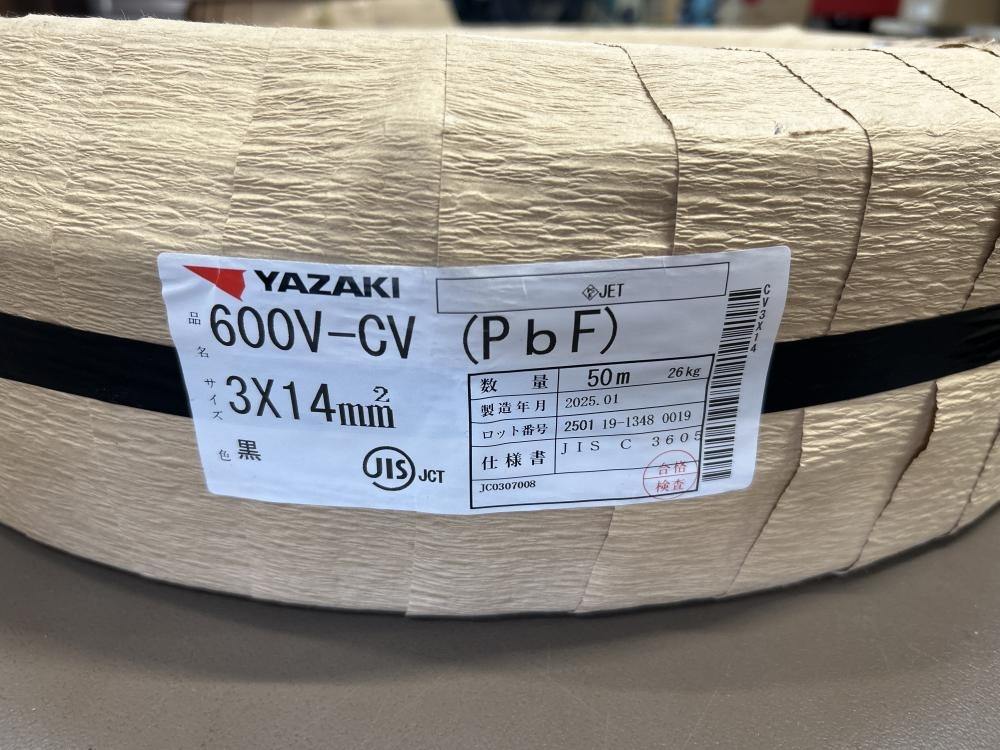 YAZAKI
JET
品名 600V-CV (PbF)
サイズ 3X14mm²
色 黒
JIS JCT
数量 50m 26kg
製造年月 2025.01
ロット番号 2501 19-1348 0019
仕様書 JIS C 3605
JC0307008
合格
検査
CV3X14